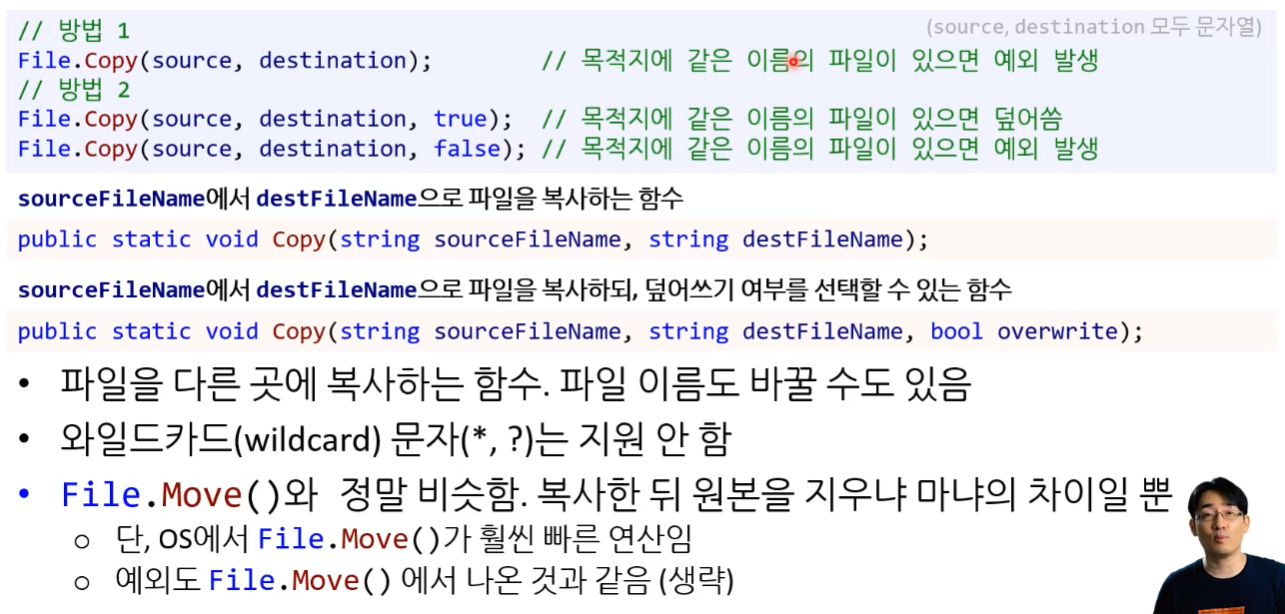 // 방법 1
(source, destination 모두 문자열)
File.Copy(source, destination); // 목적지에 같은 이름의 파일이 있으면 예외 발생
// 방법 2
File.Copy(source, destination, true); // 목적지에 같은 이름의 파일이 있으면 덮어씀
File.Copy(source, destination, false); // 목적지에 같은 이름의 파일이 있으면 예외 발생
sourceFileName에서 destFileName으로 파일을 복사하는 함수
public static void Copy(string sourceFileName, string destFileName);
sourceFileName에서 destFileName으로 파일을 복사하되, 덮어쓰기 여부를 선택할 수 있는 함수
public static void Copy(string sourceFileName, string destFileName, bool overwrite);
• 파일을 다른 곳에 복사하는 함수. 파일 이름도 바꿀 수도 있음
• 와일드카드(wildcard) 문자(*, ?)는 지원 안 함
• File.Move()와 정말 비슷함. 복사한 뒤 원본을 지우냐 마냐의 차이일 뿐
○ 단, OS에서 File.Move()가 훨씬 빠른 연산임
○ 예외도 File.Move() 에서 나온 것과 같음 (생략)